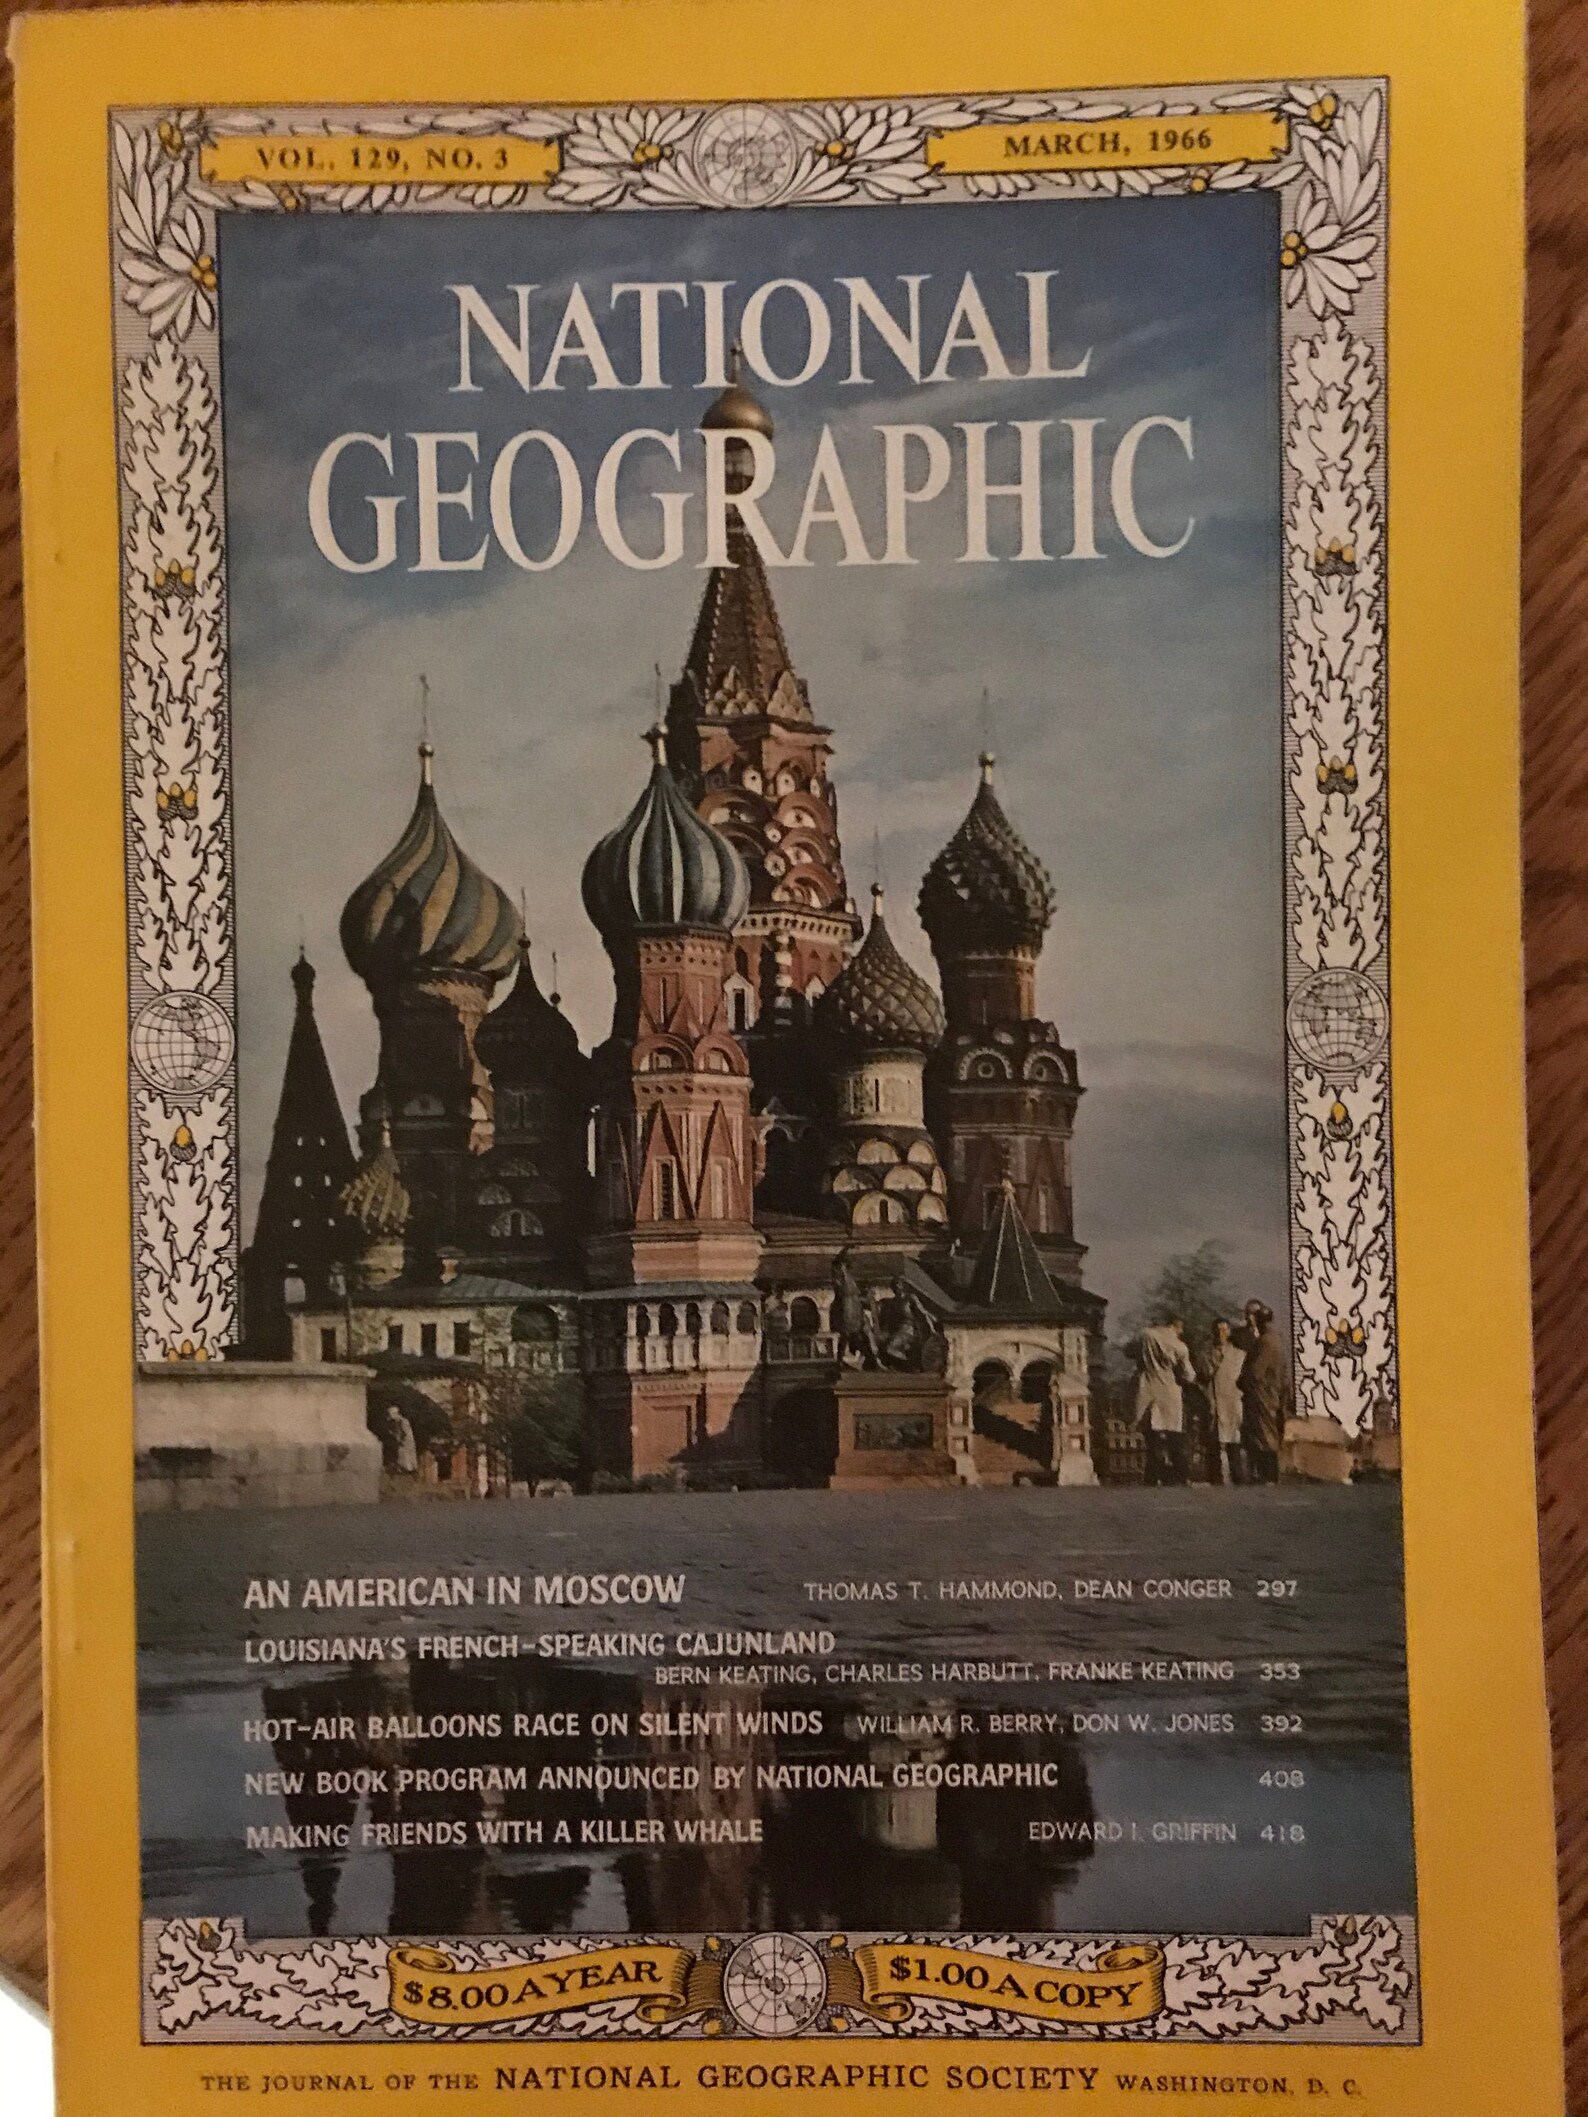 VOL. 129, NO. 3
MARCH, 1966
NATIONAL
GEOGRAPHIC
AN AMERICAN IN MOSCOW THOMAS T. HAMMOND, DEAN CONGER 297
LOUISIANA'S FRENCH-SPEAKING CAJUNLAND
BERN KEATING, CHARLES HARBUTT, FRANKE KEATING 353
HOT-AIR BALLOONS RACE ON SILENT WINDS WILLIAM R. BERRY, DON W. JONES 392
NEW BOOK PROGRAM ANNOUNCED BY NATIONAL GEOGRAPHIC 408
MAKING FRIENDS WITH A KILLER WHALE EDWARD I. GRIFFIN 418
$8.00 A YEAR
$1.00 A COPY
THE JOURNAL OF THE NATIONAL GEOGRAPHIC SOCIETY WASHINGTON, D. C.